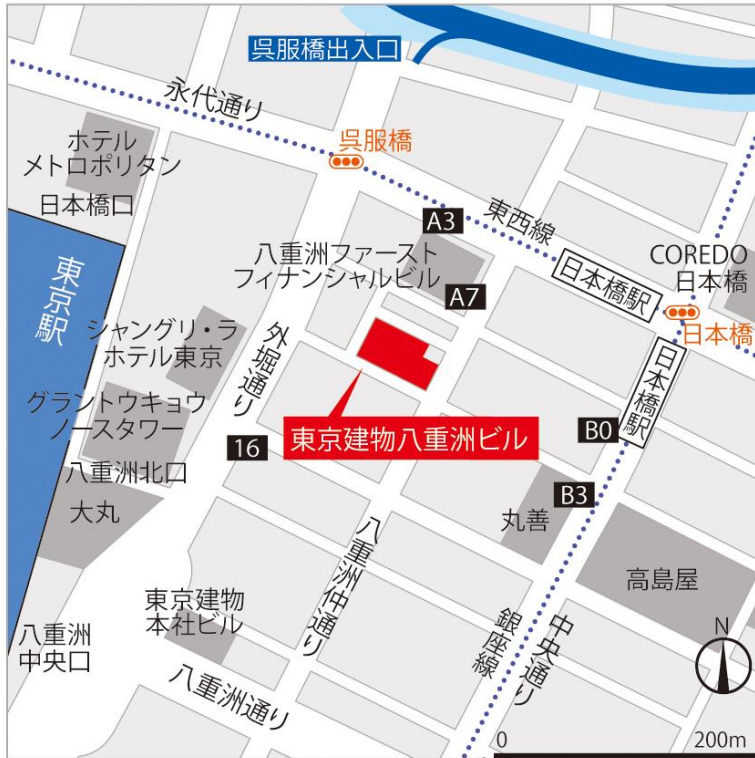 呉服橋出入口
永代通り
呉服橋
ホテル
メトロポリタン
日本橋口
東京駅
A3
東西線
八重洲ファースト
フィナンシャルビル
A7
日本橋駅
COREDO
日本橋
日本橋
シャングリ・ラ
ホテル東京
外堀通り
日本橋駅
グラントウキョウ
ノースタワー
東京建物八重洲ビル
16
B0
八重洲北口
大丸
B3
丸善
八重洲仲通り
高島屋
東京建物
本社ビル
八重洲
中央口
八重洲通り
銀座線
中央通り
N
0
200m